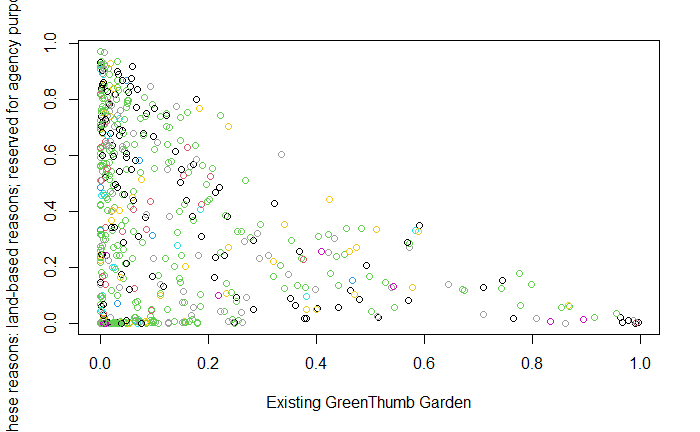 hese reasons: land-based reasons; reserved for agency purpo
1.0
0.8
0.6
0.4
0.2
0.0
0.0 0.2 0.4 0.6 0.8 1.0
Existing GreenThumb Garden